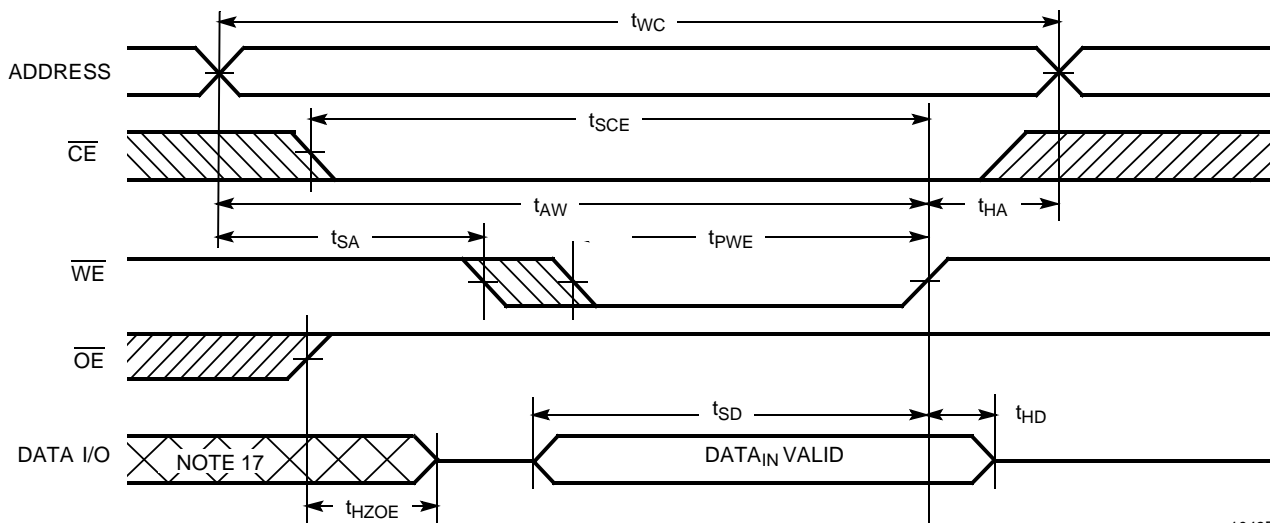 tWC
ADDRESS
tSCE
CE
tAW
tHA
tSA
tPWE
WE
OE
tSD
tHD
DATA I/O
NOTE 17
DATAIN VALID
tHZOE